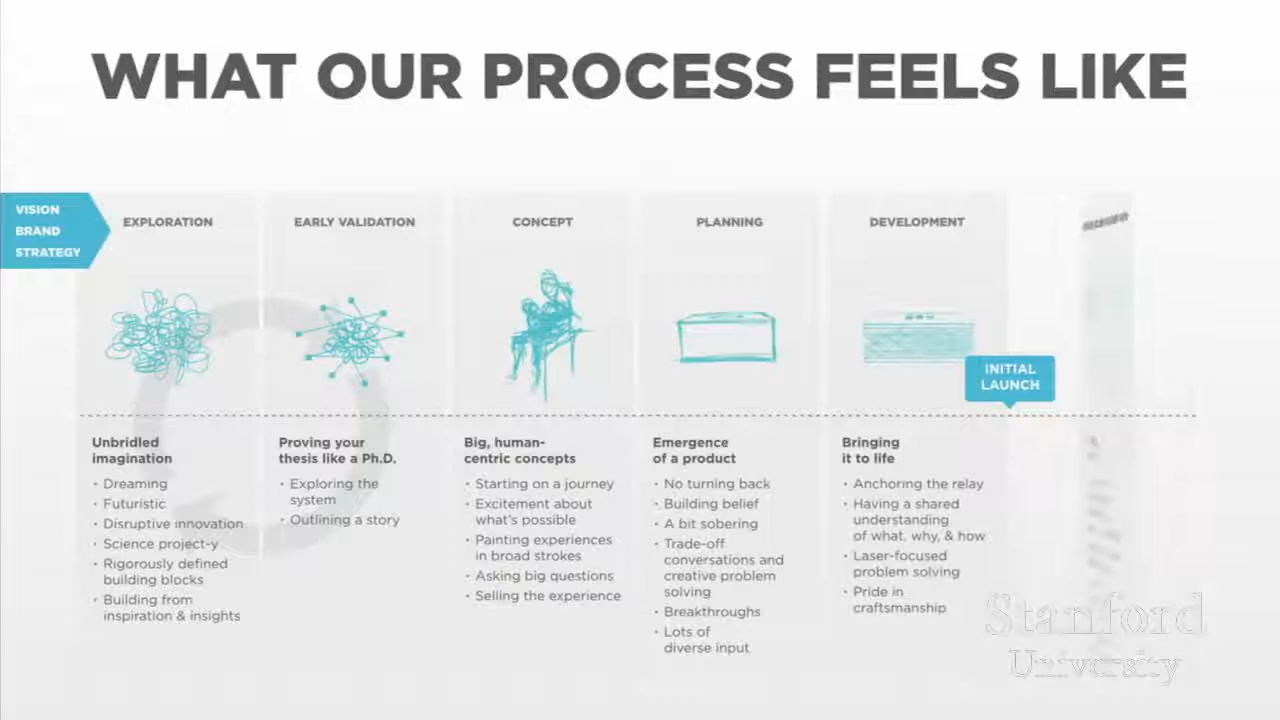 WHAT OUR PROCESS FEELS LIKE
VISION
BRAND
STRATEGY
EXPLORATION
EARLY VALIDATION
CONCEPT
PLANNING
DEVELOPMENT
INITIAL
LAUNCH
Unbridled
imagination
· Dreaming
· Futuristic
· Disruptive innovation
· Science project-y
· Rigorously defined
building blocks
· Building from
inspiration & insights
Proving your
thesis like a Ph.D.
· Exploring the
system
· Outlining a story
Big, human-
centric concepts
· Starting on a journey
· Excitement about
what's possible
· Painting experiences
in broad strokes
· Asking big questions
· Selling the experience
Emergence
of a product
· No turning back
· Building belief
· A bit sobering
· Trade-off
conversations and
creative problem
solving
· Breakthroughs
· Lots of
diverse input
Bringing
it to life
· Anchoring the relay
· Having a shared
understanding
of what, why, & how
· Laser-focused
problem solving
· Pride in
craftsmanship
Stanford
University